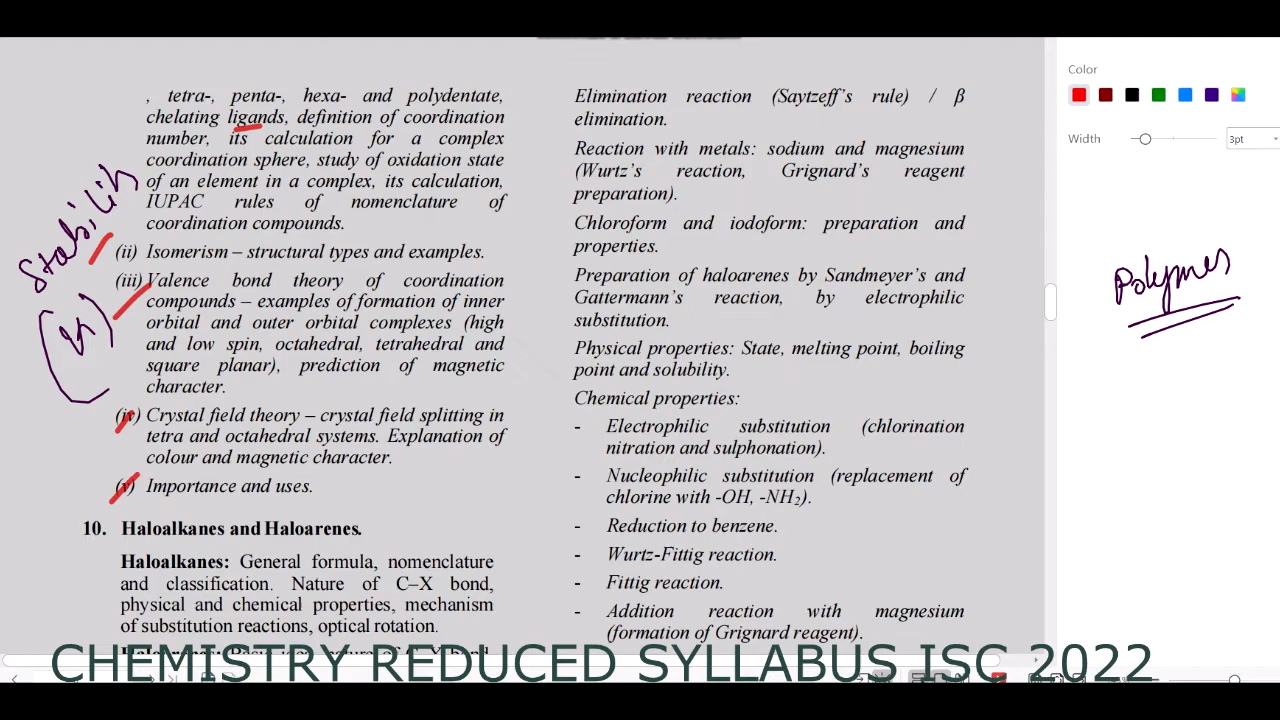 , tetra-, penta-, hexa- and polydentate,
chelating ligands, definition of coordination
number, its calculation for a complex
coordination sphere, study of oxidation state
of an element in a complex, its calculation,
IUPAC rules of nomenclature of
coordination compounds.
(ii) Isomerism – structural types and examples.
(iii) Valence bond theory of coordination
compounds – examples of formation of inner
orbital and outer orbital complexes (high
and low spin, octahedral, tetrahedral and
square planar), prediction of magnetic
character.
(iv) Crystal field theory – crystal field splitting in
tetra and octahedral systems. Explanation of
colour and magnetic character.
(v) Importance and uses.
10. Haloalkanes and Haloarenes.
Haloalkanes: General formula, nomenclature
and classification. Nature of C–X bond,
physical and chemical properties, mechanism
of substitution reactions, optical rotation.
Stability
Elimination reaction (Saytzeff’s rule) / β
elimination.
Reaction with metals: sodium and magnesium
(Wurtz’s reaction, Grignard’s reagent
preparation).
Chloroform and iodoform: preparation and
properties.
Preparation of haloarenes by Sandmeyer’s and
Gattermann’s reaction, by electrophilic
substitution.
Physical properties: State, melting point, boiling
point and solubility.
Chemical properties:
- Electrophilic substitution (chlorination
nitration and sulphonation).
- Nucleophilic substitution (replacement of
chlorine with -OH, -NH₂).
- Reduction to benzene.
- Wurtz-Fittig reaction.
- Fittig reaction.
- Addition reaction with magnesium
(formation of Grignard reagent).
Color
Width
3pt
Polymers
CHEMISTRY REDUCED SYLLABUS ISC 2022